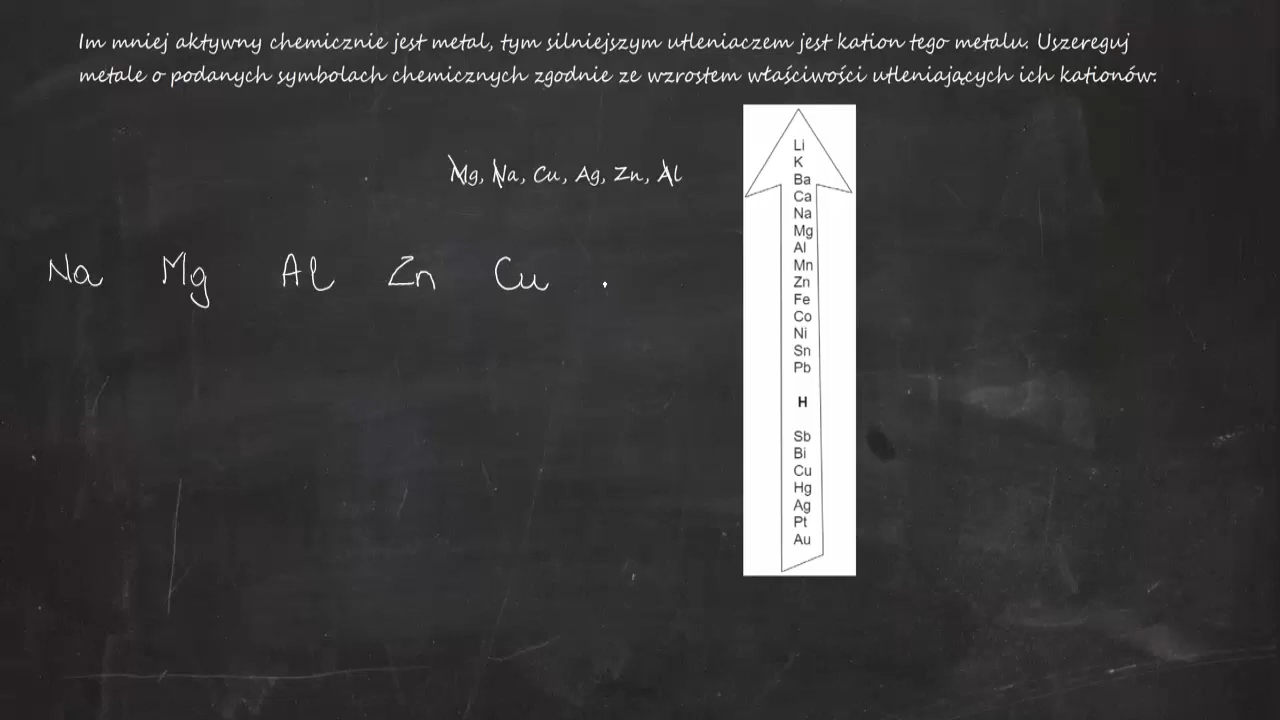 Im mniej aktywny chemicznie jest metal, tym silniejszym utleniaczem jest kation tego metalu. Uszereguj
metale o podanych symbolach chemicznych zgodnie ze wzrostem właściwości utleniających ich kationów.
Mg, Na, Cu, Ag, Zn, Al
Na Mg Al Zn Cu .
Li
K
Ba
Ca
Na
Mg
Al
Mn
Zn
Fe
Co
Ni
Sn
Pb
H
Sb
Bi
Cu
Hg
Ag
Pt
Au